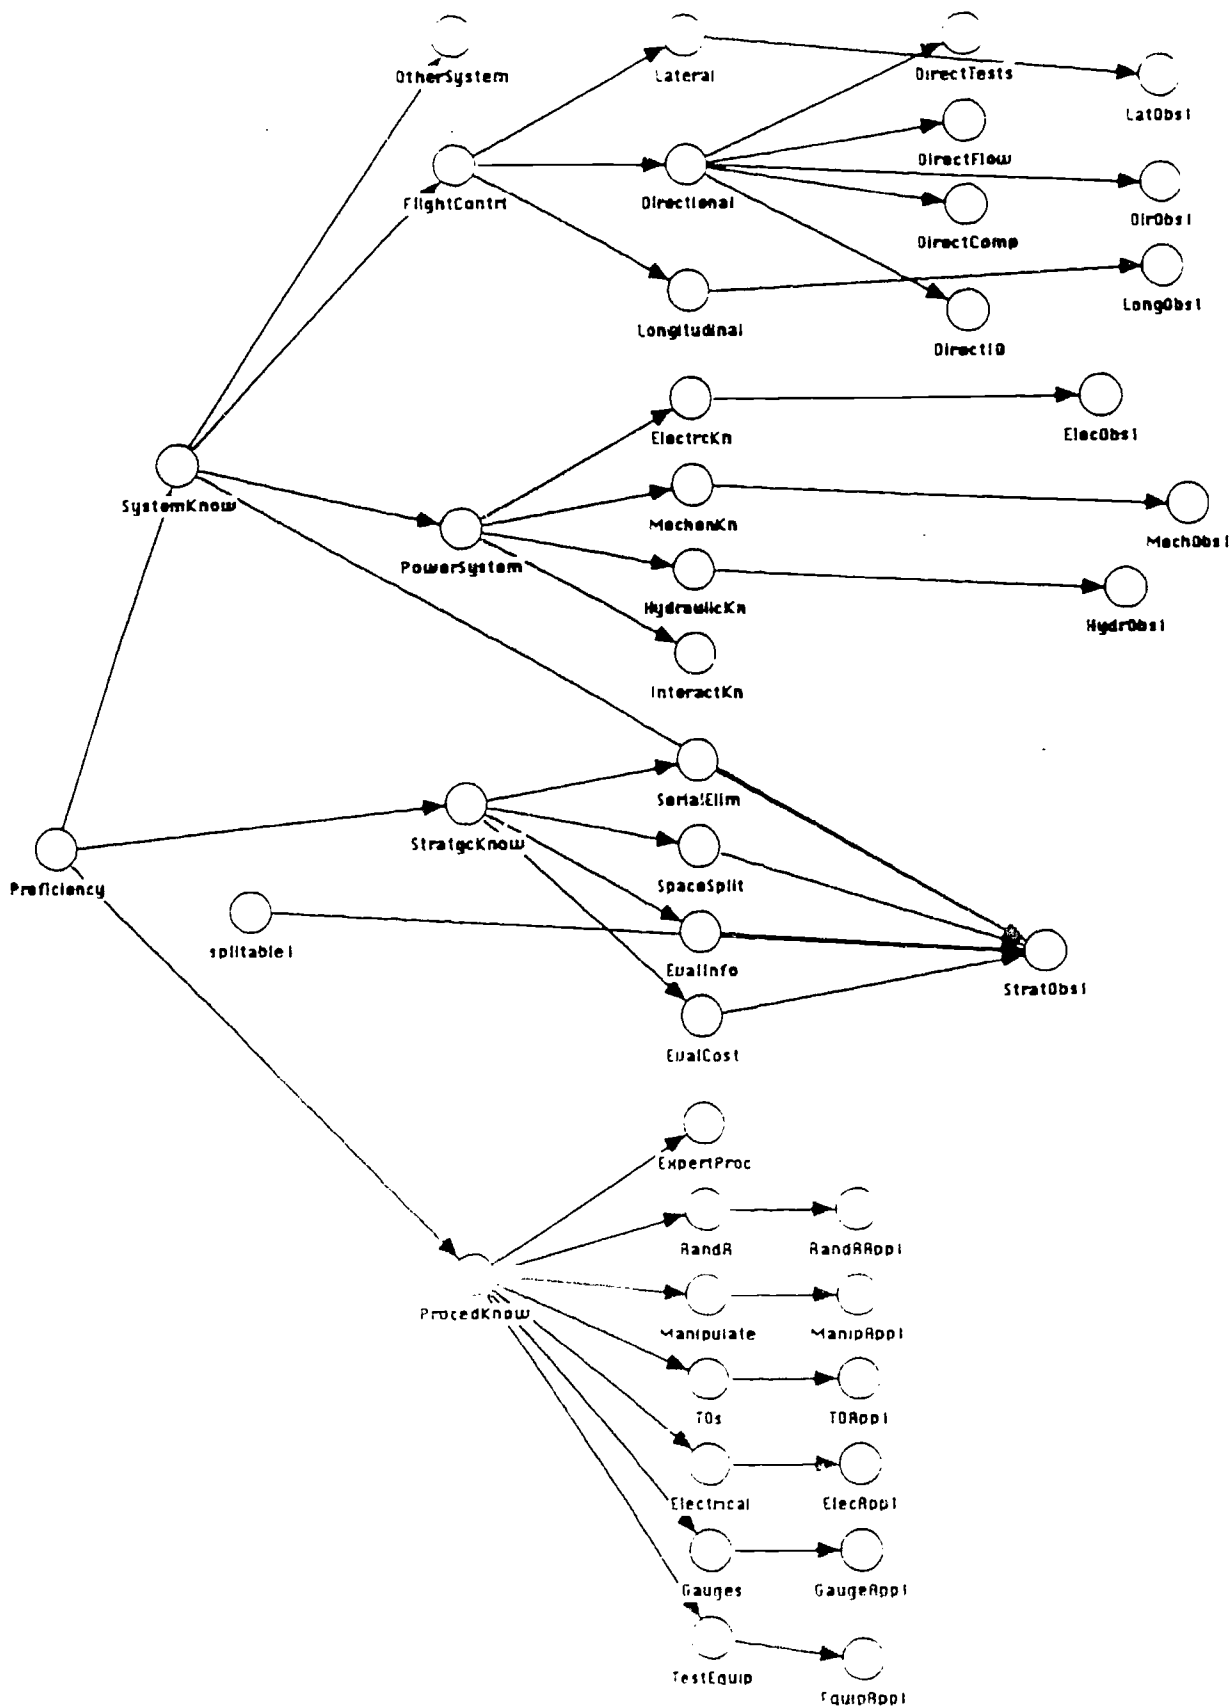 OtherSystem
Lateral
DirectTests
LatObs1
FlightContrl
Directional
DirectFlow
DirObs1
DirectComp
Longitudinal
LongObs1
DirectIO
ElectrcKn
ElecObs1
SystemKnow
MechanKn
MechObs1
PowerSystem
HydraulicKn
HydrObs1
InteractKn
SerialElim
StratgcKnow
SpaceSplit
Proficiency
splitable1
EvalInfo
StratObs1
EvalCost
ExpertProc
RandR
RandRAppl
ProcedKnow
Manipulate
ManipAppl
TOs
TOAppl
Electrical
ElecAppl
Gauges
GaugeAppl
TestEquip
EquipAppl